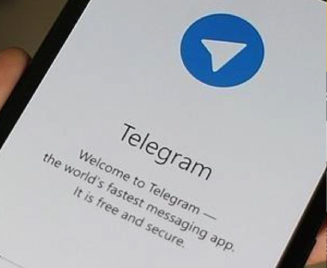 Telegram
Welcome to Telegram —
the world's fastest messaging app.
It is free and secure.